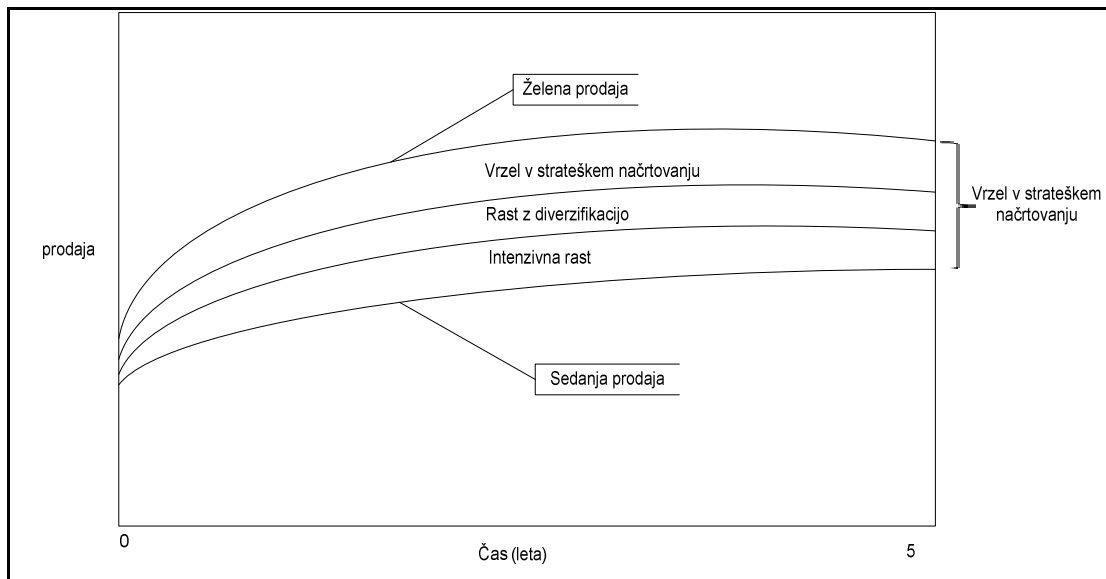 Želena prodaja
Vrzel v strateškem načrtovanju
Rast z diverzifikacijo
Intenzivna rast
Vrzel v strateškem
načrtovanju
prodaja
Sedanja prodaja
0
Čas (leta)
5